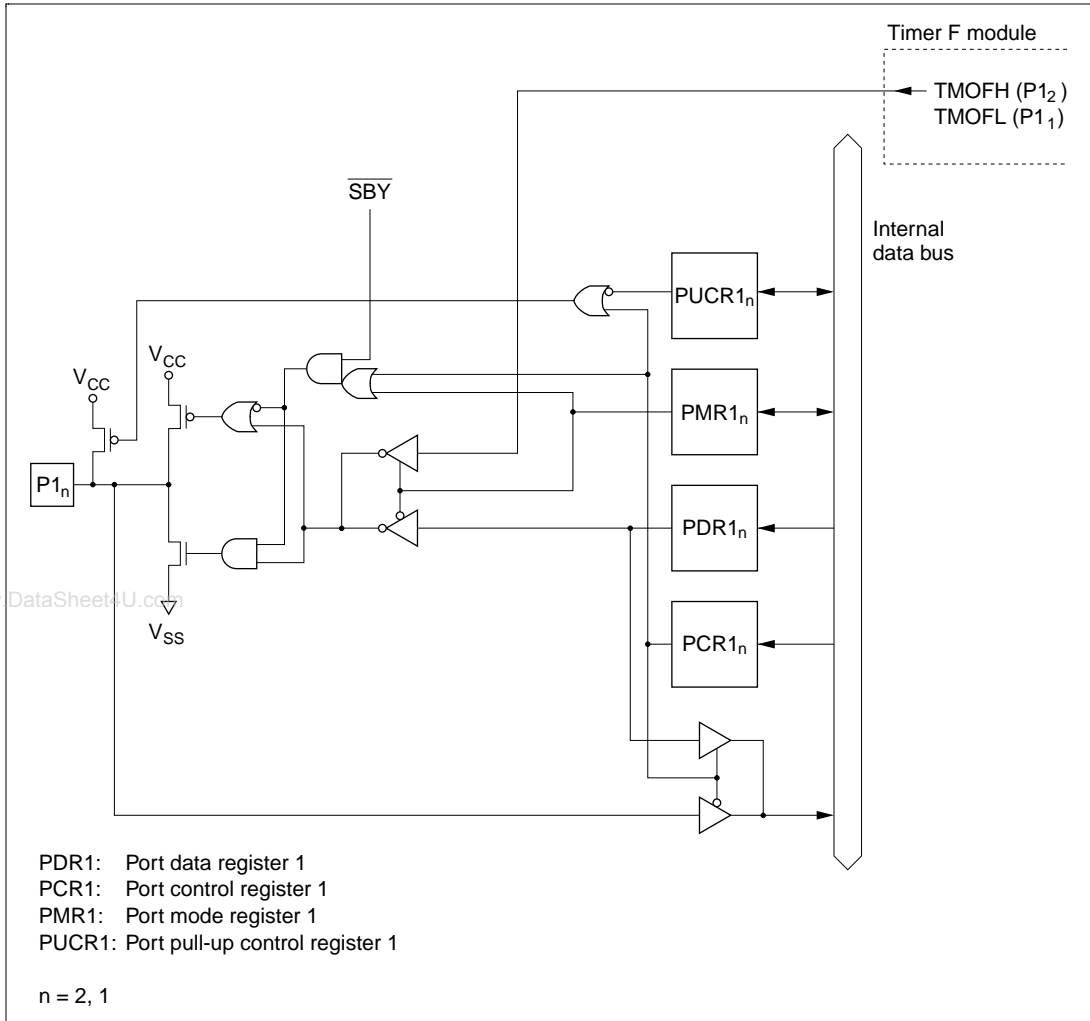 Timer F module
TMOFH (P1₂)
TMOFL (P1₁)
SBY
Internal
data bus
PUCR1ₙ
V_CC
V_CC
PMR1ₙ
P1ₙ
PDR1ₙ
.DataSheet4U.com
V_SS
PCR1ₙ
PDR1: Port data register 1
PCR1: Port control register 1
PMR1: Port mode register 1
PUCR1: Port pull-up control register 1
n = 2, 1